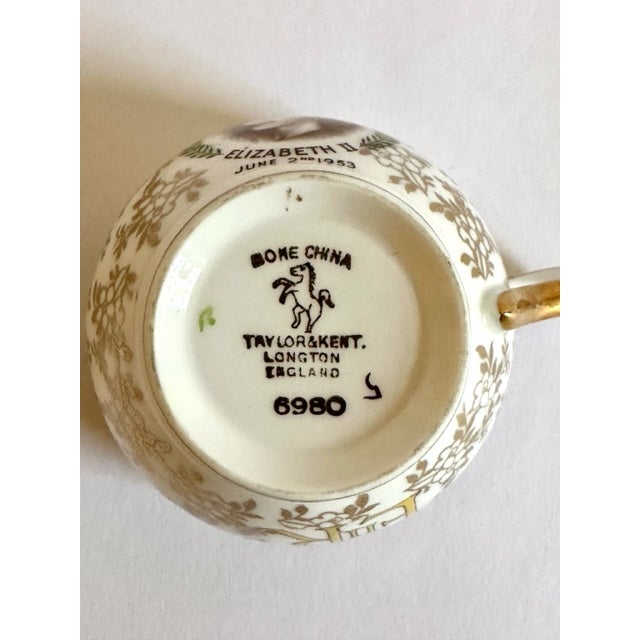 ELIZABETH II
JUNE 2ND 1953
BONE CHINA
TAYLOR & KENT.
LONGTON
ENGLAND
6980